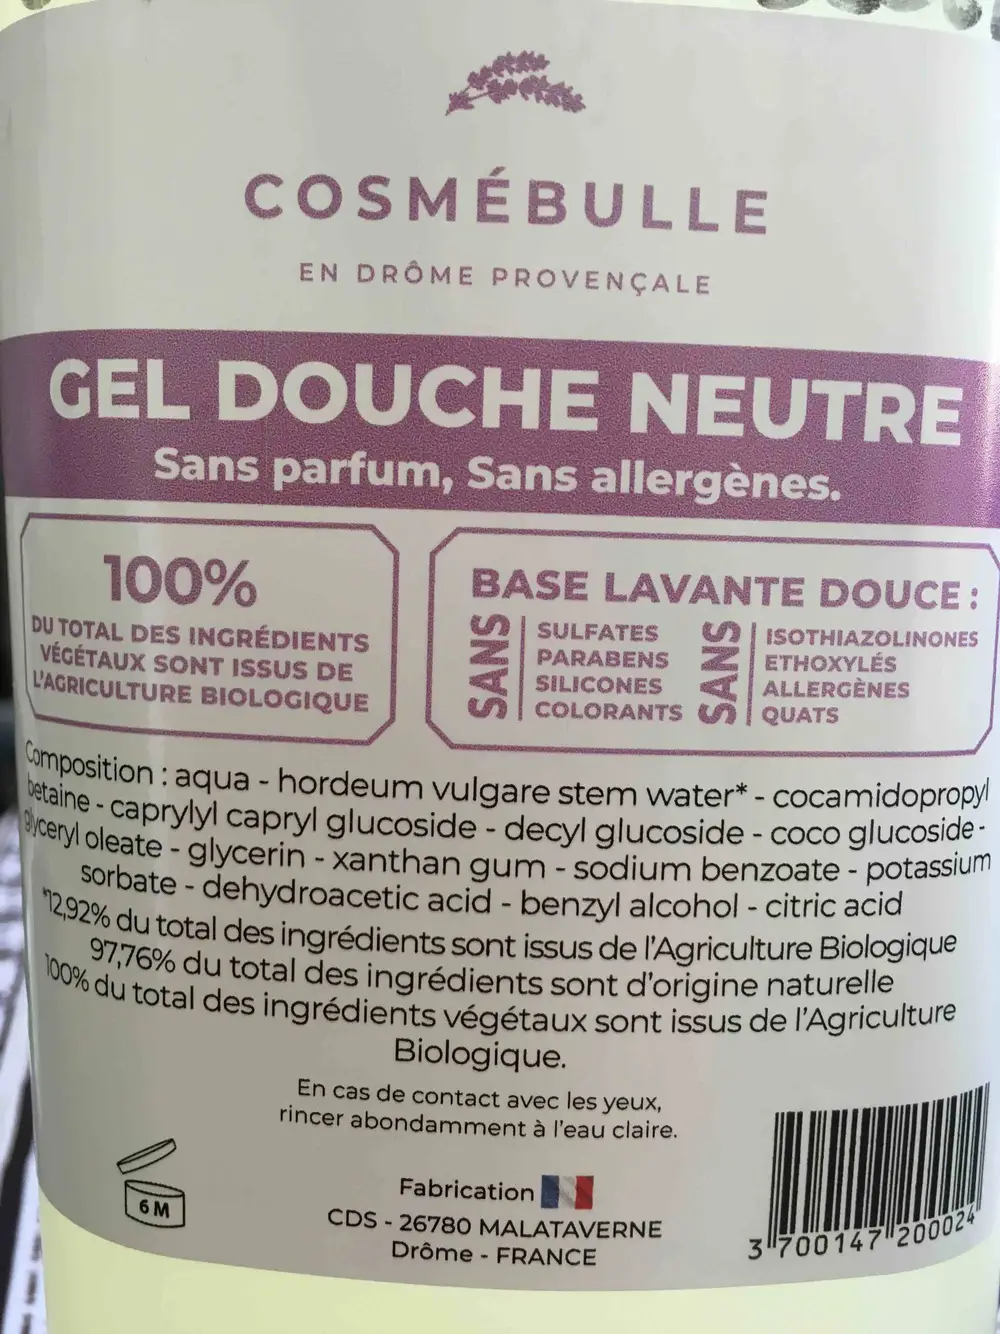 COSMÉBULLE
EN DRÔME PROVENÇALE
GEL DOUCHE NEUTRE
Sans parfum, Sans allergènes.
100%
DU TOTAL DES INGRÉDIENTS
VÉGÉTAUX SONT ISSUS DE
L'AGRICULTURE BIOLOGIQUE
BASE LAVANTE DOUCE :
SANS
SULFATES
PARABENS
SILICONES
COLORANTS
SANS
ISOTHIAZOLINONES
ETHOXYLÉS
ALLERGÈNES
QUATS
Composition : aqua - hordeum vulgare stem water* - cocamidopropyl
betaine - caprylyl capryl glucoside - decyl glucoside - coco glucoside -
glyceryl oleate - glycerin - xanthan gum - sodium benzoate - potassium
sorbate - dehydroacetic acid - benzyl alcohol - citric acid
*12,92% du total des ingrédients sont issus de l'Agriculture Biologique
97,76% du total des ingrédients sont d'origine naturelle
100% du total des ingrédients végétaux sont issus de l'Agriculture
Biologique.
En cas de contact avec les yeux,
rincer abondamment à l'eau claire.
6 M
Fabrication
CDS - 26780 MALATAVERNE
Drôme - FRANCE
3 700147 200024